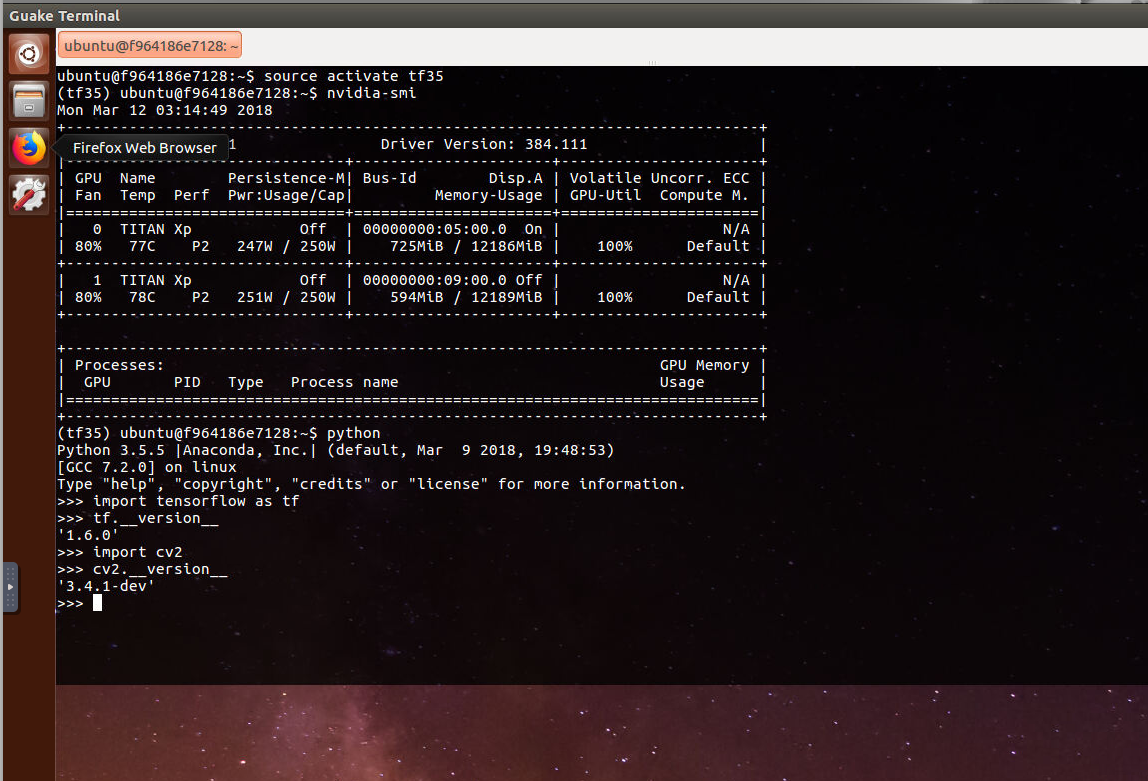 Guake Terminal
ubuntu@f964186e7128: ~
ubuntu@f964186e7128:~$ source activate tf35
(tf35) ubuntu@f964186e7128:~$ nvidia-smi
Mon Mar 12 03:14:49 2018
+-----------------------------------------------------------------------------+
Firefox Web Browser 1 Driver Version: 384.111 |
|-------------------------------+----------------------+----------------------+
| GPU  Name        Persistence-M| Bus-Id        Disp.A | Volatile Uncorr. ECC |
| Fan  Temp  Perf  Pwr:Usage/Cap|         Memory-Usage | GPU-Util  Compute M. |
|===============================+======================+======================|
|   0  TITAN Xp            Off  | 00000000:05:00.0  On |                  N/A |
| 80%   77C    P2   247W / 250W |    725MiB / 12186MiB |    100%      Default |
+-------------------------------+----------------------+----------------------+
|   1  TITAN Xp            Off  | 00000000:09:00.0 Off |                  N/A |
| 80%   78C    P2   251W / 250W |    594MiB / 12189MiB |    100%      Default |
+-------------------------------+----------------------+----------------------+
+-----------------------------------------------------------------------------+
| Processes:                                                       GPU Memory |
|  GPU       PID   Type   Process name                             Usage      |
|=============================================================================|
+-----------------------------------------------------------------------------+
(tf35) ubuntu@f964186e7128:~$ python
Python 3.5.5 |Anaconda, Inc.| (default, Mar  9 2018, 19:48:53)
[GCC 7.2.0] on linux
Type "help", "copyright", "credits" or "license" for more information.
>>> import tensorflow as tf
>>> tf.__version__
'1.6.0'
>>> import cv2
>>> cv2.__version__
'3.4.1-dev'
>>>